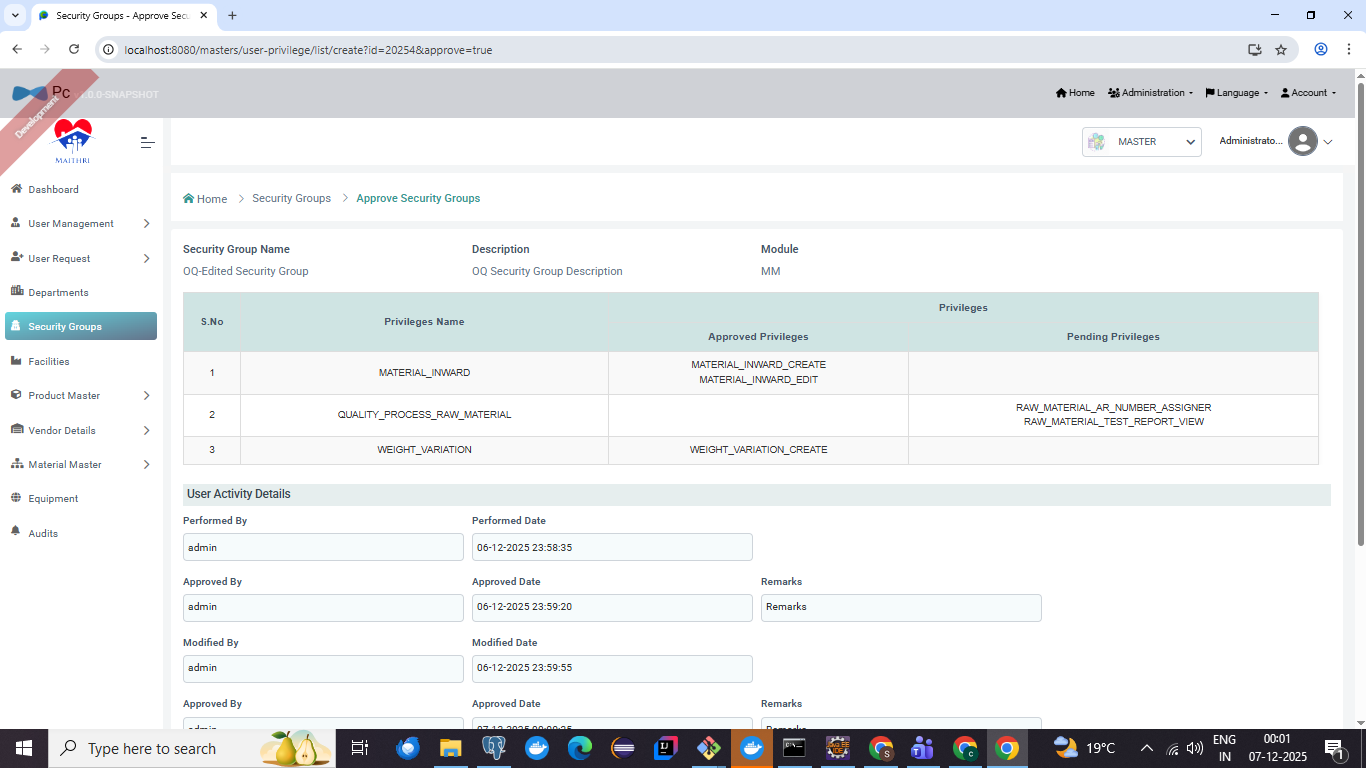 Security Groups - Approve Secu
localhost:8080/masters/user-privilege/list/create?id=20254&approve=true
Pc v1.0.0-SNAPSHOT
Development
Home
Administration
Language
Account
MAITHRI
MASTER
Administrato...
Dashboard
User Management
User Request
Departments
Security Groups
Facilities
Product Master
Vendor Details
Material Master
Equipment
Audits
Home
Security Groups
Approve Security Groups
Security Group Name
Description
Module
OQ-Edited Security Group
OQ Security Group Description
MM
S.No
Privileges Name
Privileges
Approved Privileges
Pending Privileges
1
MATERIAL_INWARD
MATERIAL_INWARD_CREATE
MATERIAL_INWARD_EDIT
2
QUALITY_PROCESS_RAW_MATERIAL
RAW_MATERIAL_AR_NUMBER_ASSIGNER
RAW_MATERIAL_TEST_REPORT_VIEW
3
WEIGHT_VARIATION
WEIGHT_VARIATION_CREATE
User Activity Details
Performed By
Performed Date
admin
06-12-2025 23:58:35
Approved By
Approved Date
Remarks
admin
06-12-2025 23:59:20
Remarks
Modified By
Modified Date
admin
06-12-2025 23:59:55
Approved By
Approved Date
Remarks
admin
Remarks
Type here to search
19°C
ENG
IN
00:01
07-12-2025
1